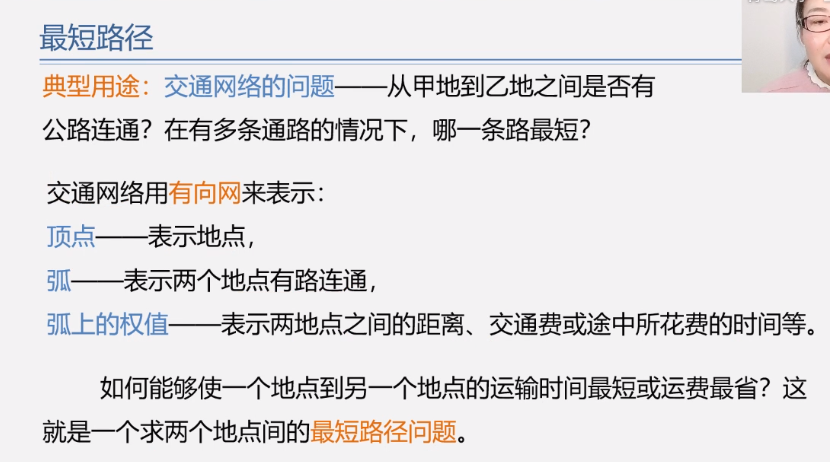 最短路径
典型用途：交通网络的问题——从甲地到乙地之间是否有
公路连通？在有多条通路的情况下，哪一条路最短？
交通网络用有向网来表示：
顶点——表示地点，
弧——表示两个地点有路连通，
弧上的权值——表示两地点之间的距离、交通费或途中所花费的时间等。
如何能够使一个地点到另一个地点的运输时间最短或运费最省？这
就是一个求两个地点间的最短路径问题。